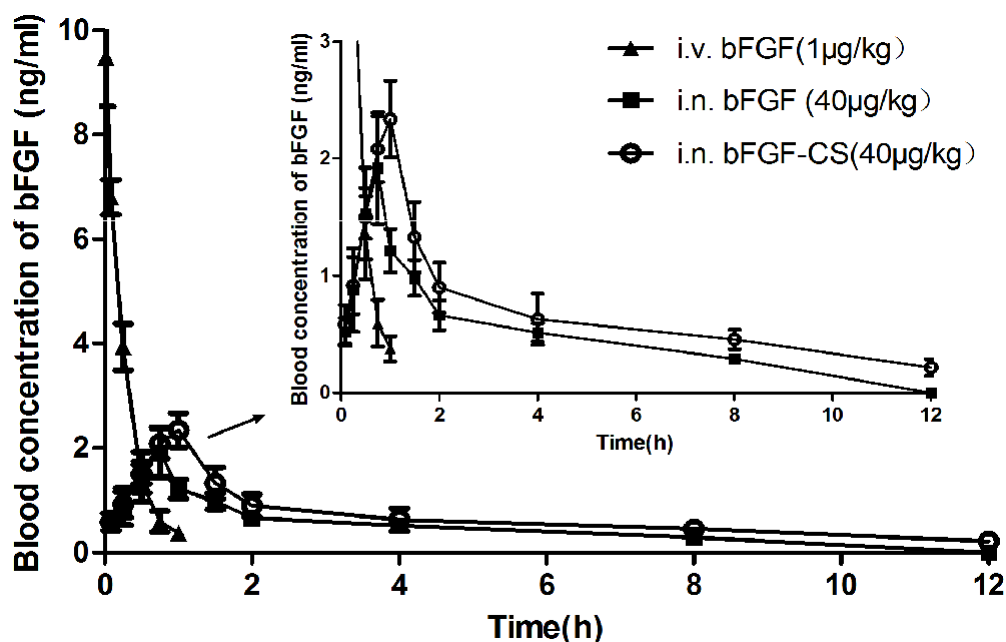 Blood concentration of bFGF (ng/ml)
10
8
6
4
2
0
0 2 4 6 8 10 12
Time(h)
Blood concentration of bFGF (ng/ml)
3
2
1
0
0 2 4 6 8 10 12
Time(h)
i.v. bFGF(1μg/kg）
i.n. bFGF (40μg/kg）
i.n. bFGF-CS(40μg/kg）